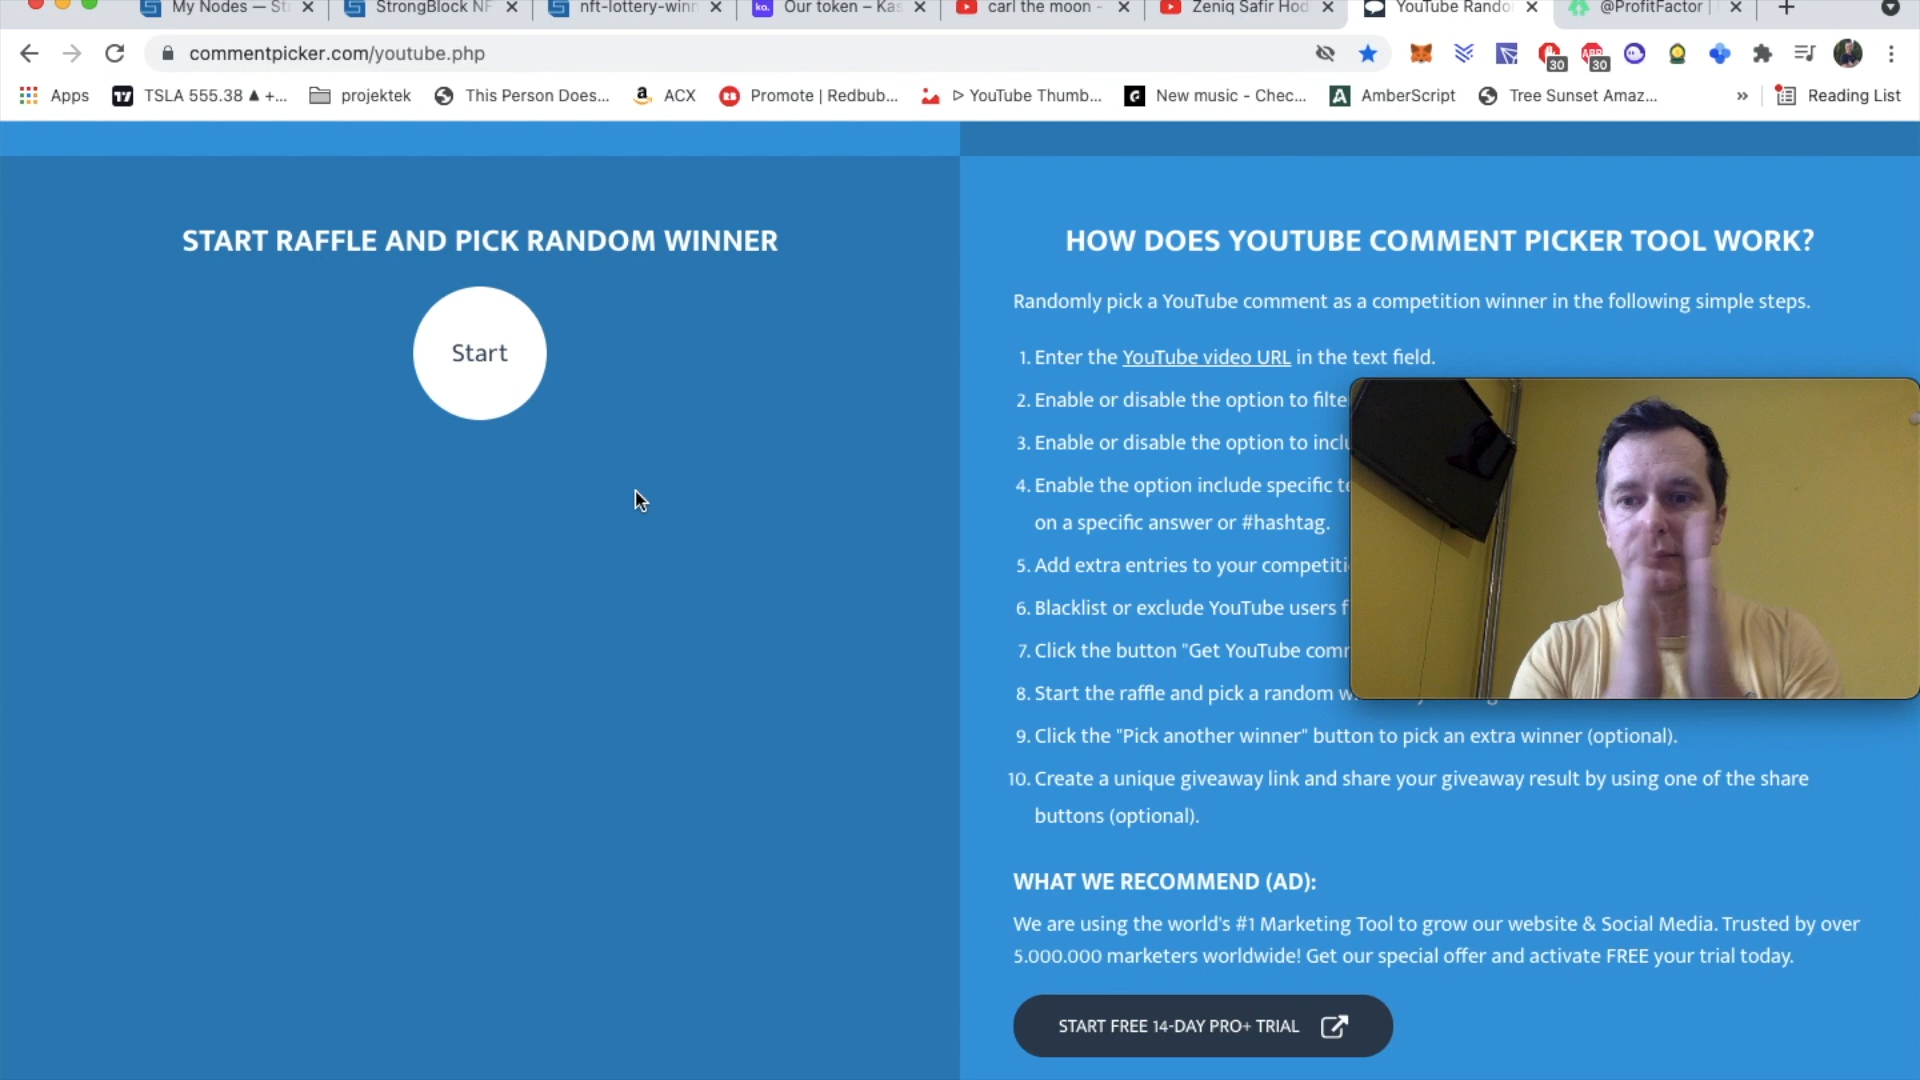 My Nodes — St
StrongBlock NF
nft-lottery-winn
Our token – Kas
carl the moon -
Zeniq Safir Hod
YouTube Rando
@ProfitFactor |
commentpicker.com/youtube.php
30
ABP
30
Apps
TSLA 555.38 ▲ +...
projektek
This Person Does...
ACX
Promote | Redbub...
▷ YouTube Thumb...
New music - Chec...
AmberScript
Tree Sunset Amaz...
»
Reading List
START RAFFLE AND PICK RANDOM WINNER
Start
HOW DOES YOUTUBE COMMENT PICKER TOOL WORK?
Randomly pick a YouTube comment as a competition winner in the following simple steps.
1. Enter the YouTube video URL in the text field.
2. Enable or disable the option to filte
3. Enable or disable the option to inclu
4. Enable the option include specific te
on a specific answer or #hashtag.
5. Add extra entries to your competiti
6. Blacklist or exclude YouTube users f
7. Click the button "Get YouTube comm
8. Start the raffle and pick a random w
9. Click the "Pick another winner" button to pick an extra winner (optional).
10. Create a unique giveaway link and share your giveaway result by using one of the share
buttons (optional).
WHAT WE RECOMMEND (AD):
We are using the world's #1 Marketing Tool to grow our website & Social Media. Trusted by over
5.000.000 marketers worldwide! Get our special offer and activate FREE your trial today.
START FREE 14-DAY PRO+ TRIAL